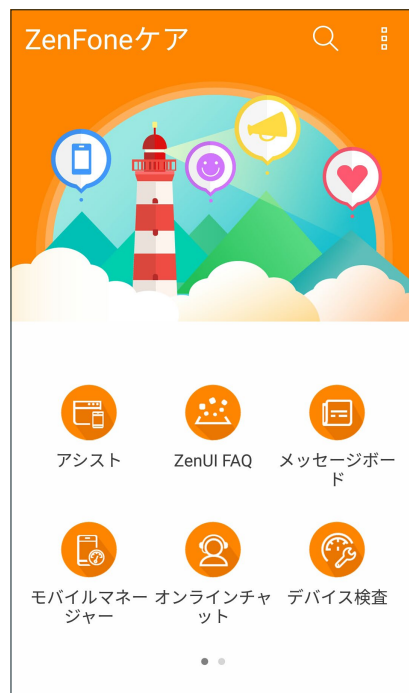 ZenFoneケア
アシスト
ZenUI FAQ
メッセージボー
ド
モバイルマネー
ジャー
オンラインチャ
ット
デバイス検査